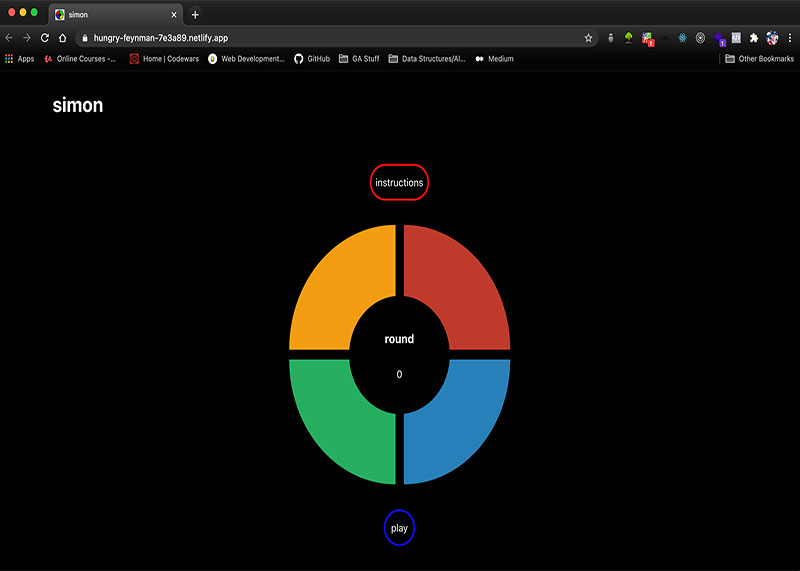 simon
hungry-feynman-7e3a89.netlify.app
Apps Online Courses -... Home | Codewars Web Development... GitHub GA Stuff Data Structures/Al... Medium Other Bookmarks
simon
instructions
round
0
play